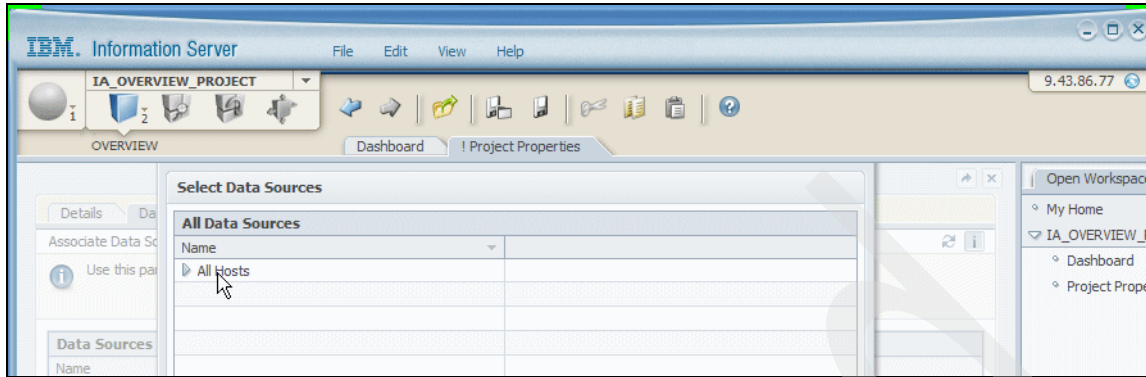 IBM. Information Server File Edit View Help
IA_OVERVIEW_PROJECT 9.43.86.77
1 2
OVERVIEW Dashboard ! Project Properties
Select Data Sources Open Workspac
Details Da All Data Sources My Home
Associate Data So Name IA_OVERVIEW_
Use this pa All Hosts Dashboard
Project Prope
Data Sources
Name